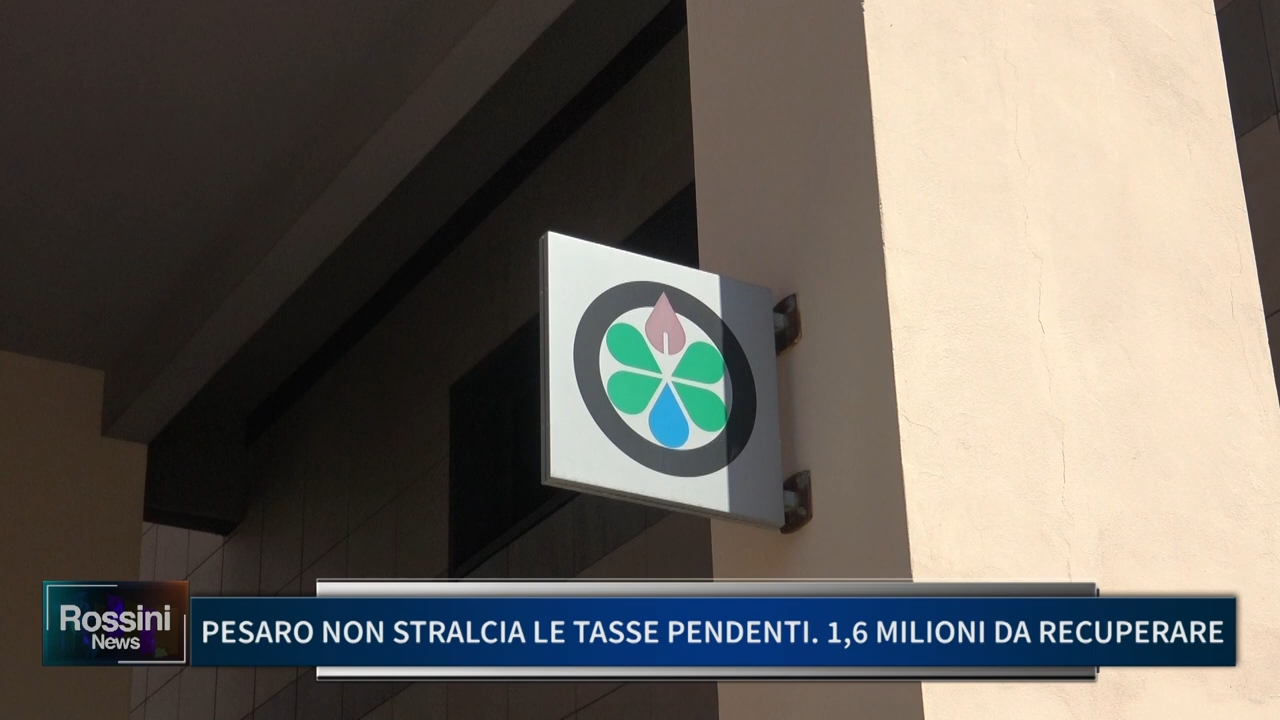 Rossini
News
PESARO NON STRALCIA LE TASSE PENDENTI. 1,6 MILIONI DA RECUPERARE